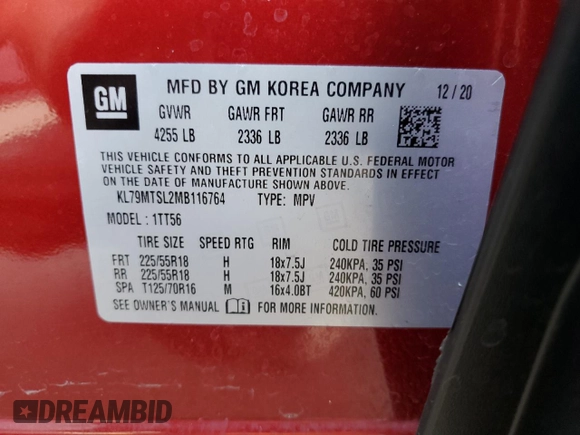 GM
MFD BY GM KOREA COMPANY 12 / 20
GVWR GAWR FRT GAWR RR
4255 LB 2336 LB 2336 LB
THIS VEHICLE CONFORMS TO ALL APPLICABLE U.S. FEDERAL MOTOR
VEHICLE SAFETY AND THEFT PREVENTION STANDARDS IN EFFECT ON THE
DATE OF MANUFACTURE SHOWN ABOVE.
KL79MTSL2MB116764 TYPE: MPV
MODEL : 1TT56
TIRE SIZE SPEED RTG RIM COLD TIRE PRESSURE
FRT 225/55R18 H 18x7.5J 240KPA, 35 PSI
RR 225/55R18 H 18x7.5J 240KPA, 35 PSI
SPA T125/70R16 M 16x4.0BT 420KPA, 60 PSI
SEE OWNER'S MANUAL FOR MORE INFORMATION.
DREAMBID